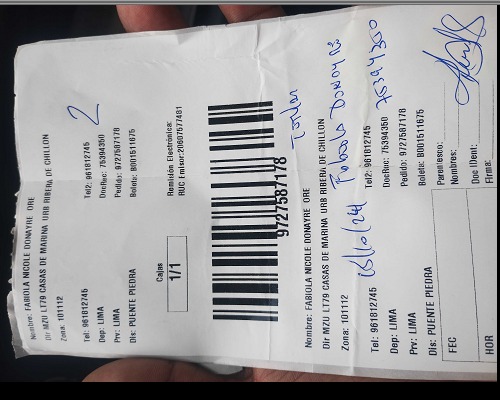 Nombre: FABIOLA NICOLE DONAYRE ORE
Dir MZU LT79 CASAS DE MARINA URB RIBERA DE CHILLON
Zona: 101112
Tel: 961812745 Tel2: 961812745
Dep: LIMA DocRec: 75394350
Prv: LIMA Pedido: 9727587178
Dis: PUENTE PIEDRA Boleta: B001511675
2
Cajas
1/1
Remisión Electrónica:
RUC Emisor:20607577481
9727587178
Nombre: FABIOLA NICOLE DONAYRE ORE
Dir MZU LT79 CASAS DE MARINA URB RIBERA DE CHILLON
Zona: 101112
Fabiola Donayre
75394350
Tel: 961812745 Tel2: 961812745
Dep: LIMA DocRec: 75394350
Prv: LIMA Pedido: 9727587178
Dis: PUENTE PIEDRA Boleta: B001511675
FEC
HOR
Parentesco:
Nombres:
Doc Ident:
Firma: